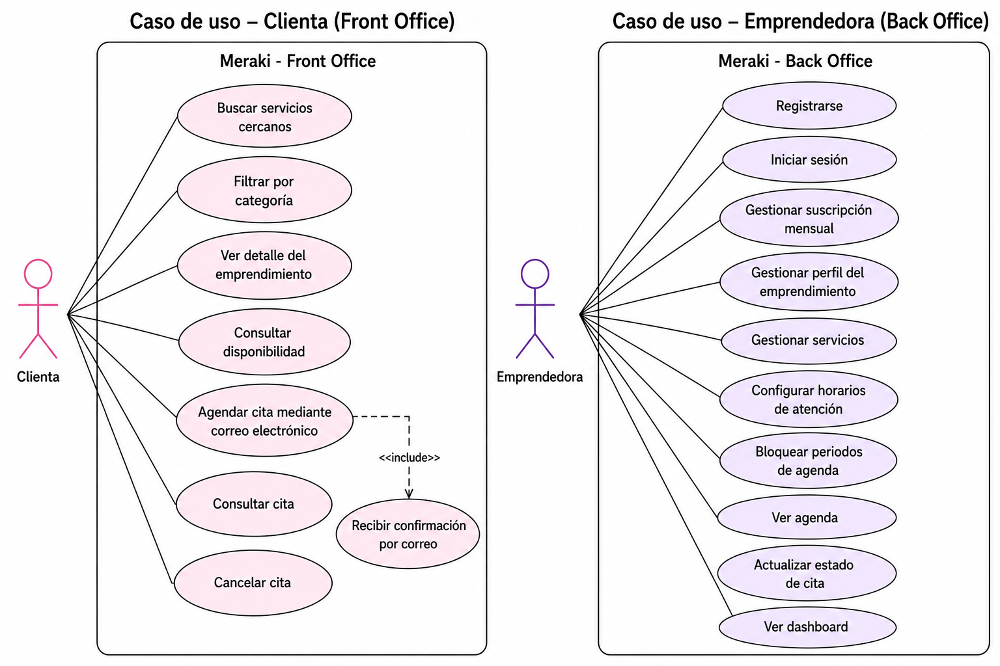 Caso de uso – Clienta (Front Office)
Meraki - Front Office
Buscar servicios
cercanos
Filtrar por
categoría
Ver detalle del
emprendimiento
Consultar
disponibilidad
Clienta
Agendar cita mediante
correo electrónico
<<include>>
Consultar cita
Recibir confirmación
por correo
Cancelar cita
Caso de uso – Emprendedora (Back Office)
Meraki - Back Office
Registrarse
Iniciar sesión
Gestionar suscripción
mensual
Gestionar perfil del
emprendimiento
Gestionar servicios
Emprendedora
Configurar horarios
de atención
Bloquear periodos
de agenda
Ver agenda
Actualizar estado
de cita
Ver dashboard